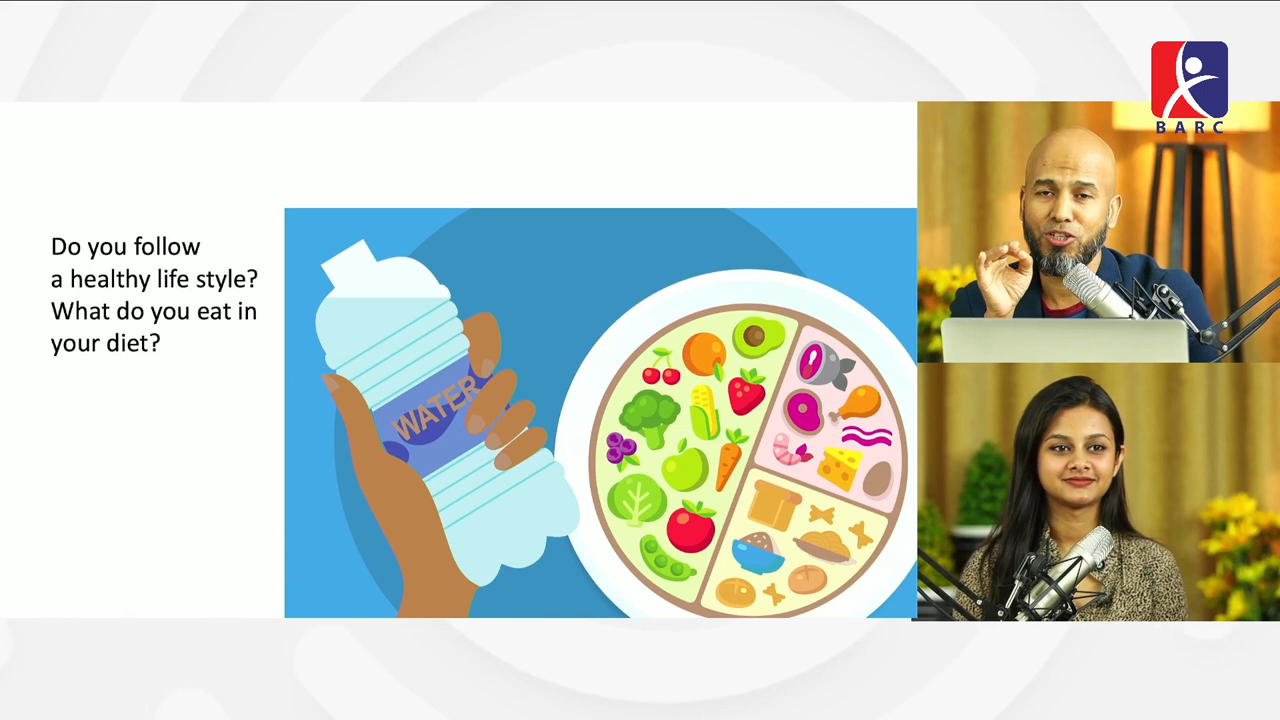 Do you follow
a healthy life style?
What do you eat in
your diet?
WATER
BARC